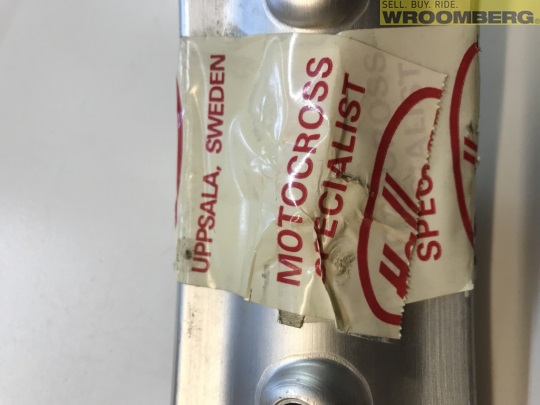 SELL. BUY. RIDE.
WROOMBERG
UPPSALA, SWEDEN
MOTOCROSS
SPECIALIST